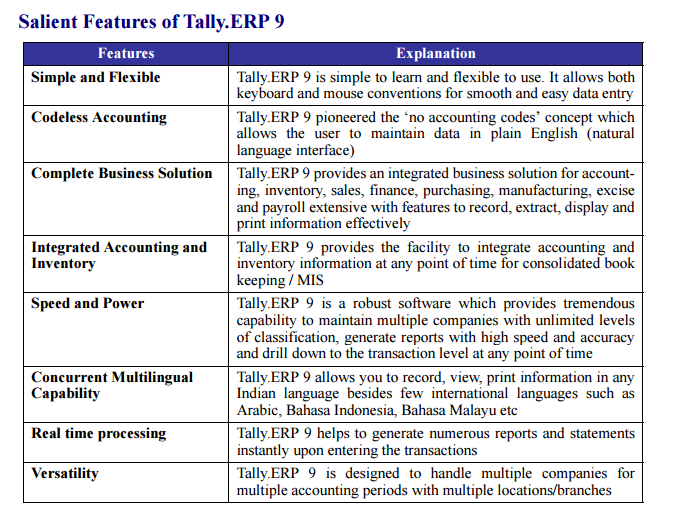 Salient Features of Tally.ERP 9
Features
Explanation
Simple and Flexible
Tally.ERP 9 is simple to learn and flexible to use. It allows both
keyboard and mouse conventions for smooth and easy data entry
Codeless Accounting
Tally.ERP 9 pioneered the ‘no accounting codes’ concept which
allows the user to maintain data in plain English (natural
language interface)
Complete Business Solution
Tally.ERP 9 provides an integrated business solution for account-
ing, inventory, sales, finance, purchasing, manufacturing, excise
and payroll extensive with features to record, extract, display and
print information effectively
Integrated Accounting and
Inventory
Tally.ERP 9 provides the facility to integrate accounting and
inventory information at any point of time for consolidated book
keeping / MIS
Speed and Power
Tally.ERP 9 is a robust software which provides tremendous
capability to maintain multiple companies with unlimited levels
of classification, generate reports with high speed and accuracy
and drill down to the transaction level at any point of time
Concurrent Multilingual
Capability
Tally.ERP 9 allows you to record, view, print information in any
Indian language besides few international languages such as
Arabic, Bahasa Indonesia, Bahasa Malayu etc
Real time processing
Tally.ERP 9 helps to generate numerous reports and statements
instantly upon entering the transactions
Versatility
Tally.ERP 9 is designed to handle multiple companies for
multiple accounting periods with multiple locations/branches